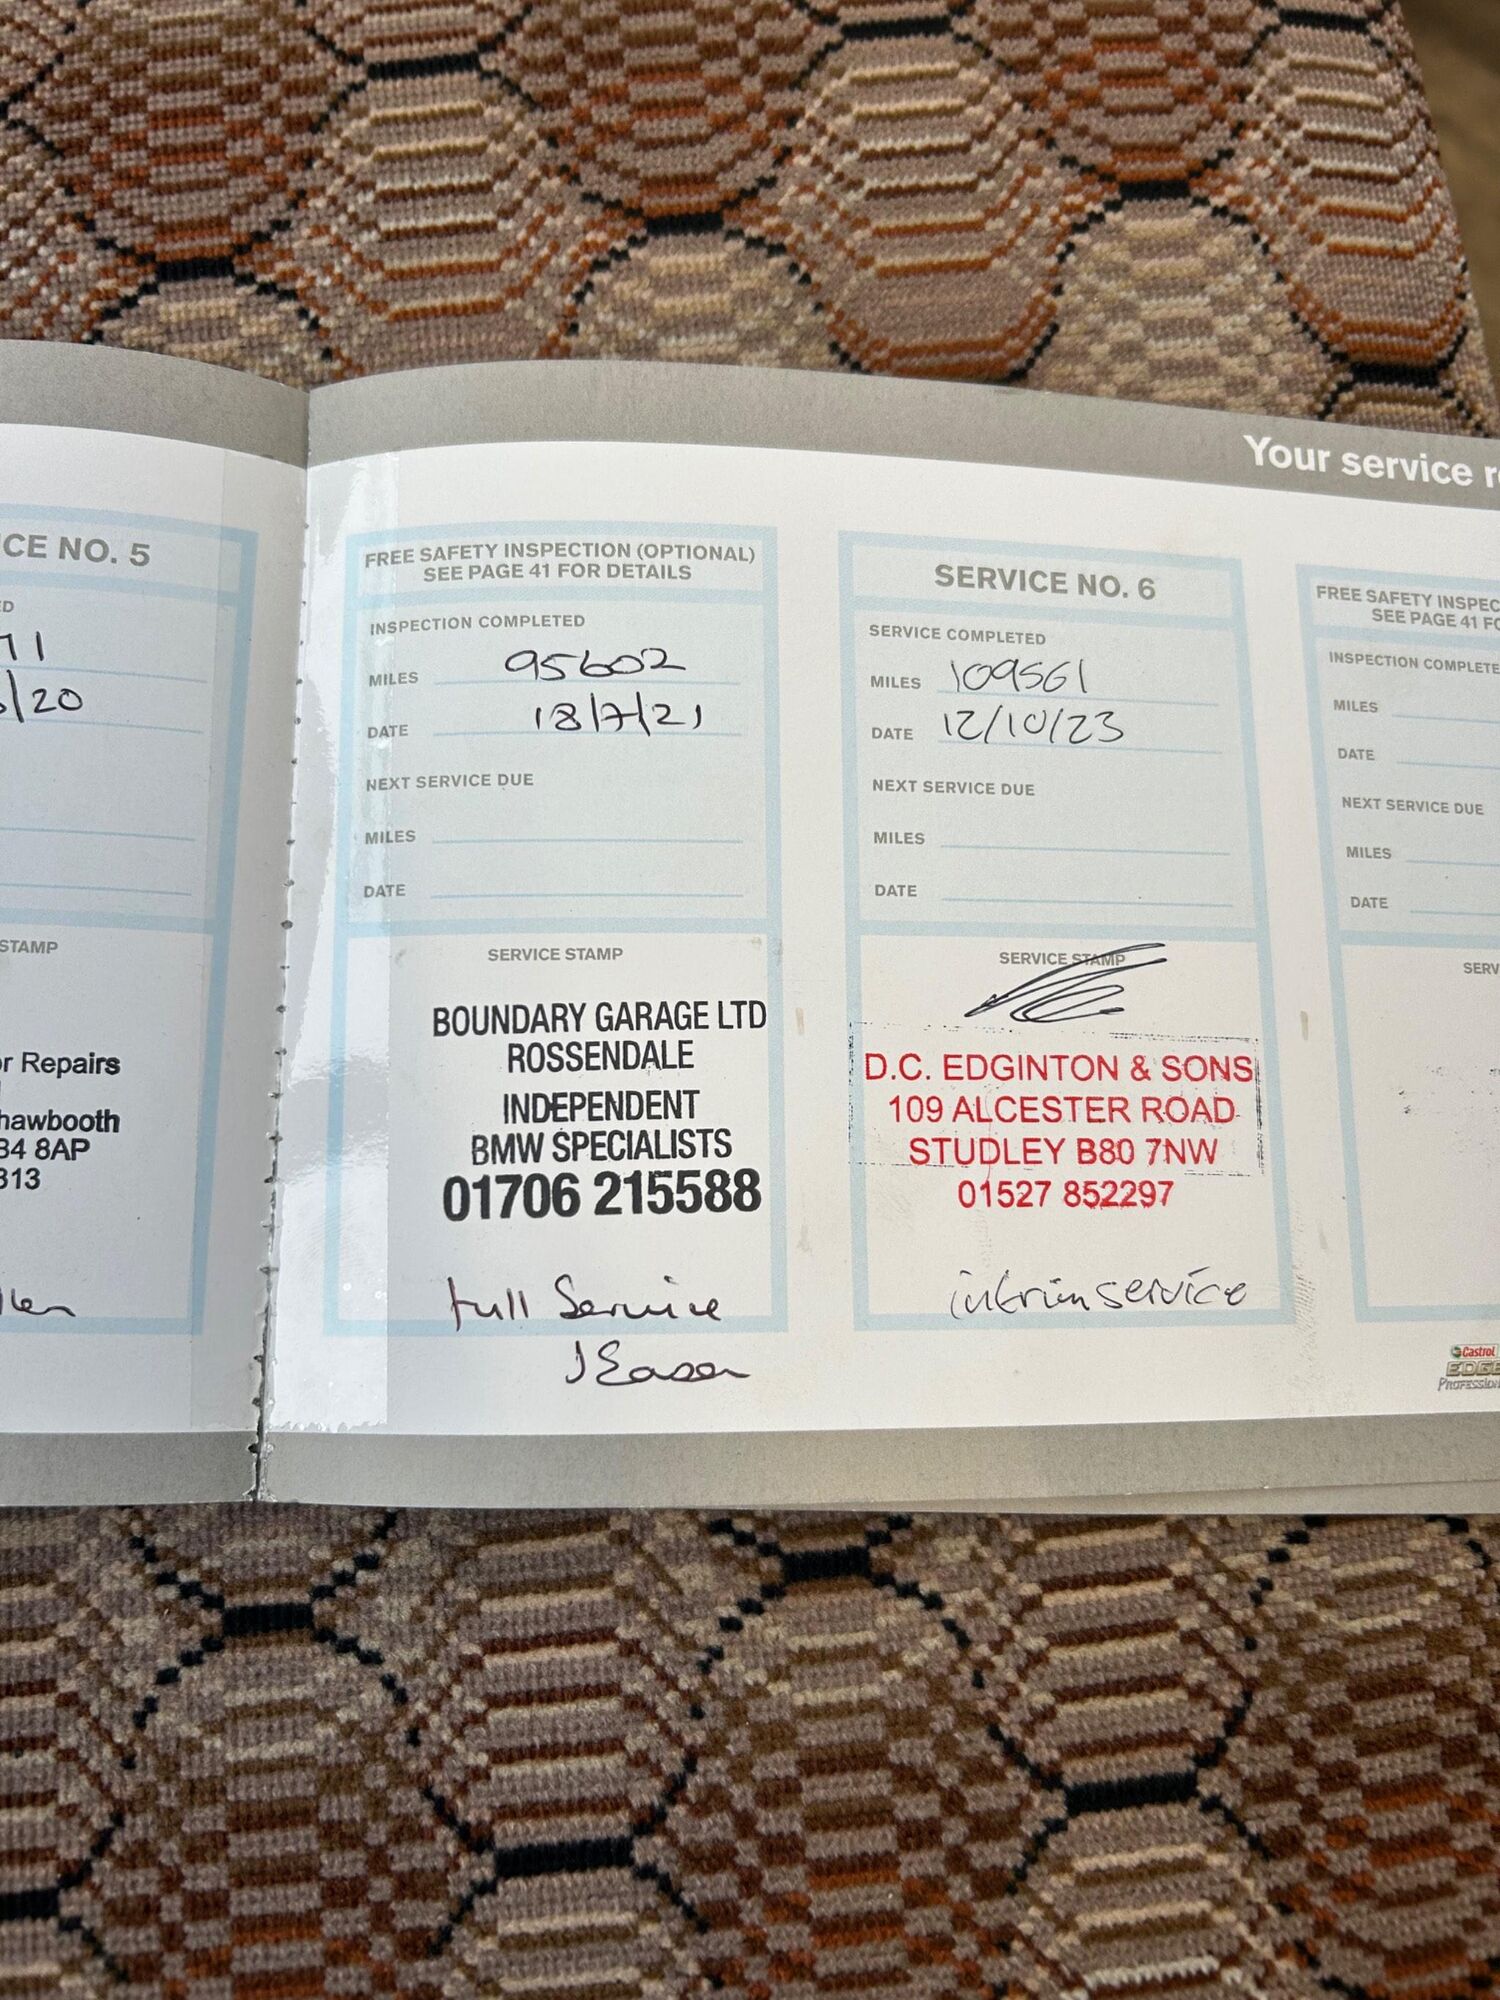 Your service r
CE NO. 5
ED
71
/20
STAMP
r Repairs
hawbooth
34 8AP
313
FREE SAFETY INSPECTION (OPTIONAL)
SEE PAGE 41 FOR DETAILS
INSPECTION COMPLETED
MILES 95602
DATE 18/7/21
NEXT SERVICE DUE
MILES
DATE
SERVICE STAMP
BOUNDARY GARAGE LTD
ROSSENDALE
INDEPENDENT
BMW SPECIALISTS
01706 215588
full Service
SERVICE NO. 6
SERVICE COMPLETED
MILES 109561
DATE 12/10/23
NEXT SERVICE DUE
MILES
DATE
SERVICE STAMP
D.C. EDGINTON & SONS
109 ALCESTER ROAD
STUDLEY B80 7NW
01527 852297
intrim service
FREE SAFETY INSPEC
SEE PAGE 41 FO
INSPECTION COMPLETE
MILES
DATE
NEXT SERVICE DUE
MILES
DATE
SERV
Castrol
EDGE
PROFESSION